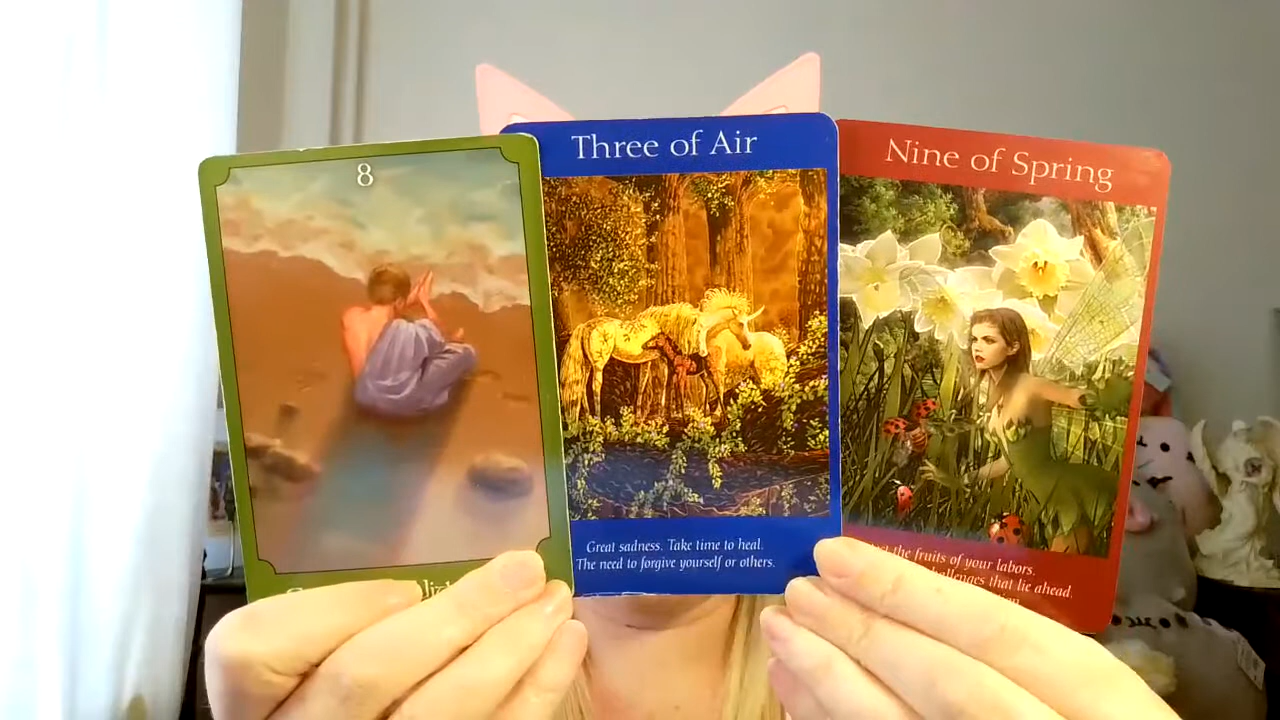 8
Three of Air
Great sadness. Take time to heal.
The need to forgive yourself or others.
Nine of Spring
the fruits of your labors.
challenges that lie ahead.